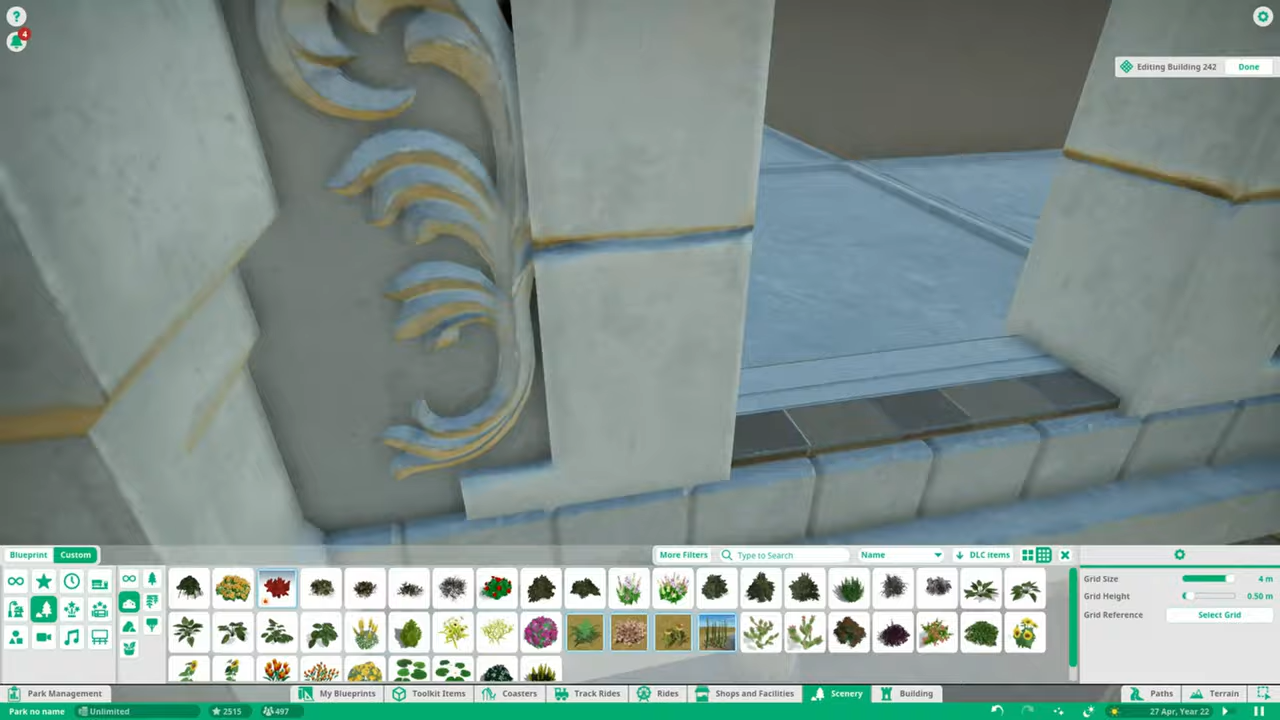 ?
4
Editing Building 242 Done
Blueprint Custom More Filters Type to Search Name DLC items
Grid Size 4 m
Grid Height 0.50 m
Grid Reference Select Grid
Park Management My Blueprints Toolkit Items Coasters Track Rides Rides Shops and Facilities Scenery Building Paths Terrain
Park no name Unlimited 2515 497 27 Apr, Year 22